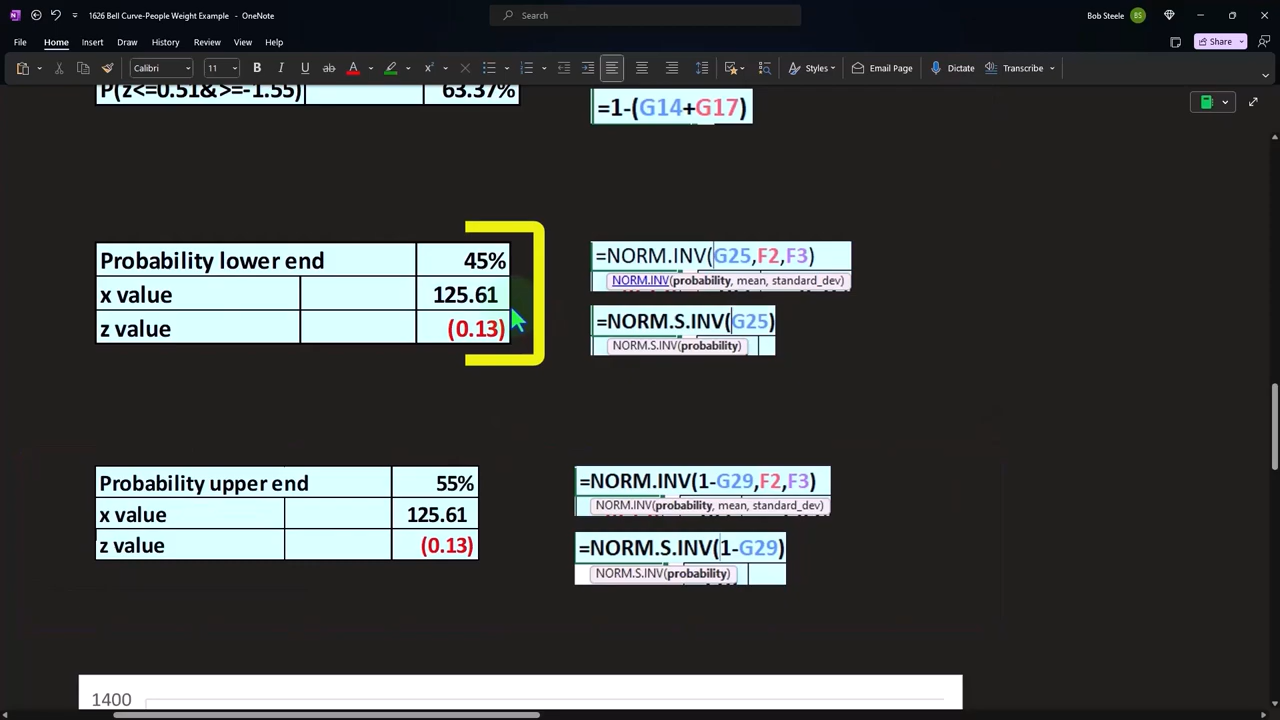 1626 Bell Curve-People Weight Example - OneNote
Search
Bob Steele BS
File Home Insert Draw History Review View Help
Share
Calibri 11 B I U ab A x Styles Email Page Dictate Transcribe
P(z<=0.51&>=-1.55) 63.37%
=1-(G14+G17)
Probability lower end 45%
x value 125.61
z value (0.13)
=NORM.INV(G25,F2,F3)
NORM.INV(probability, mean, standard_dev)
=NORM.S.INV(G25)
NORM.S.INV(probability)
Probability upper end 55%
x value 125.61
z value (0.13)
=NORM.INV(1-G29,F2,F3)
NORM.INV(probability, mean, standard_dev)
=NORM.S.INV(1-G29)
NORM.S.INV(probability)
1400